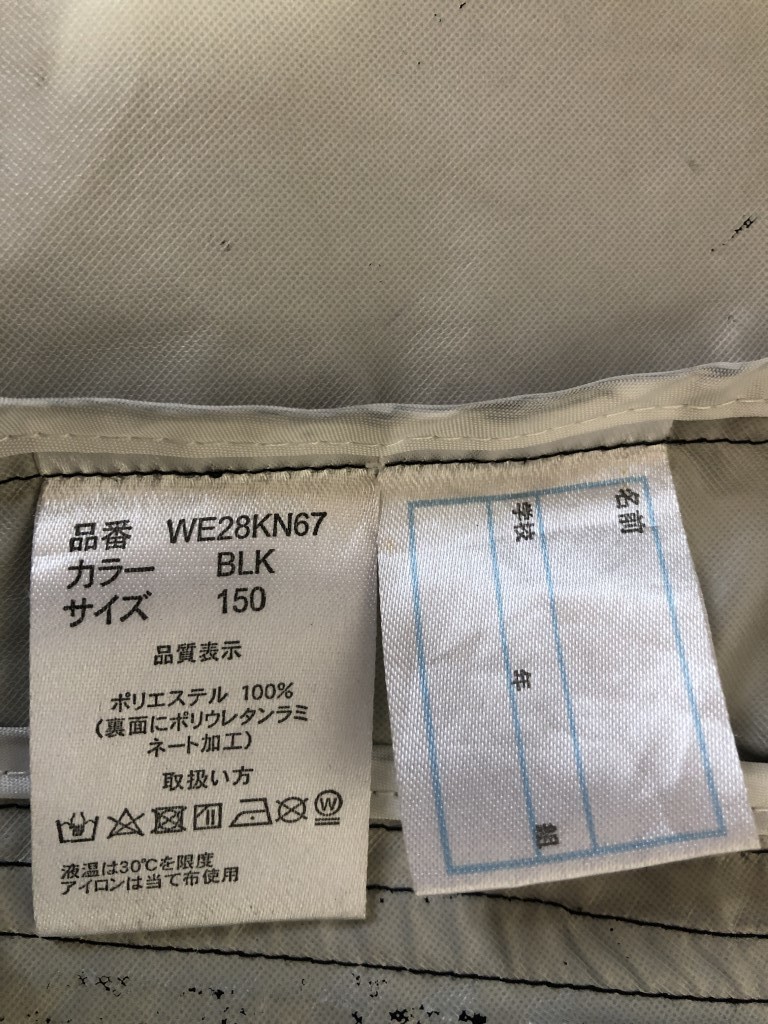 品番 WE28KN67
カラー BLK
サイズ 150
品質表示
ポリエステル 100%
(裏面にポリウレタンラミ
ネート加工)
取扱い方
液温は30℃を限度
アイロンは当て布使用
名前
学校 年 組